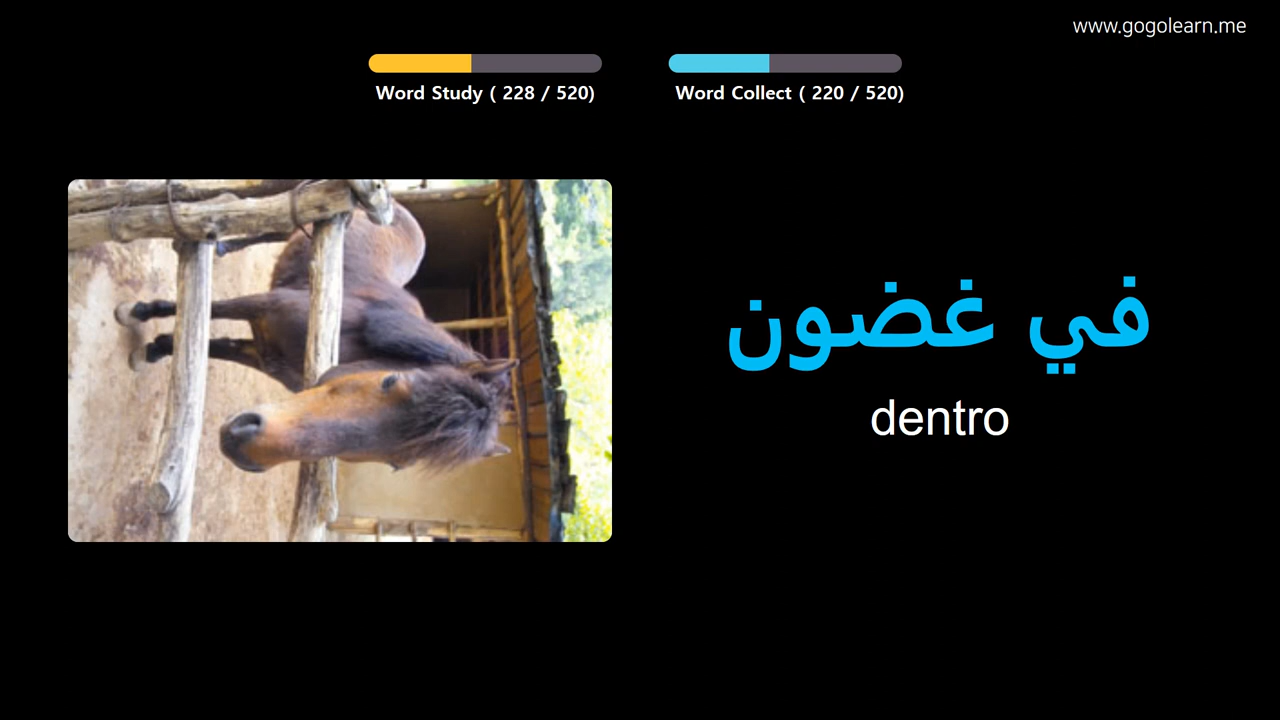 www.gogolearn.me
Word Study ( 228 / 520)
Word Collect ( 220 / 520)
في غضون
dentro